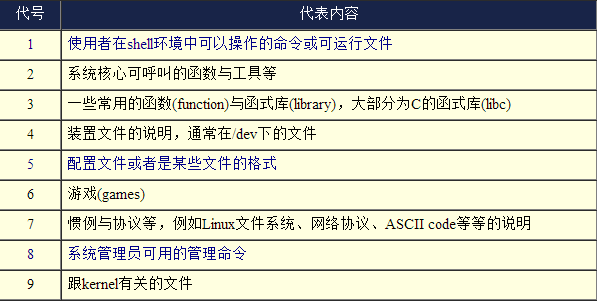 代号 代表内容
1 使用者在shell环境中可以操作的命令或可运行文件
2 系统核心可呼叫的函数与工具等
3 一些常用的函数(function)与函式库(library)，大部分为C的函式库(libc)
4 装置文件的说明，通常在/dev下的文件
5 配置文件或者是某些文件的格式
6 游戏(games)
7 惯例与协议等，例如Linux文件系统、网络协议、ASCII code等等的说明
8 系统管理员可用的管理命令
9 跟kernel有关的文件